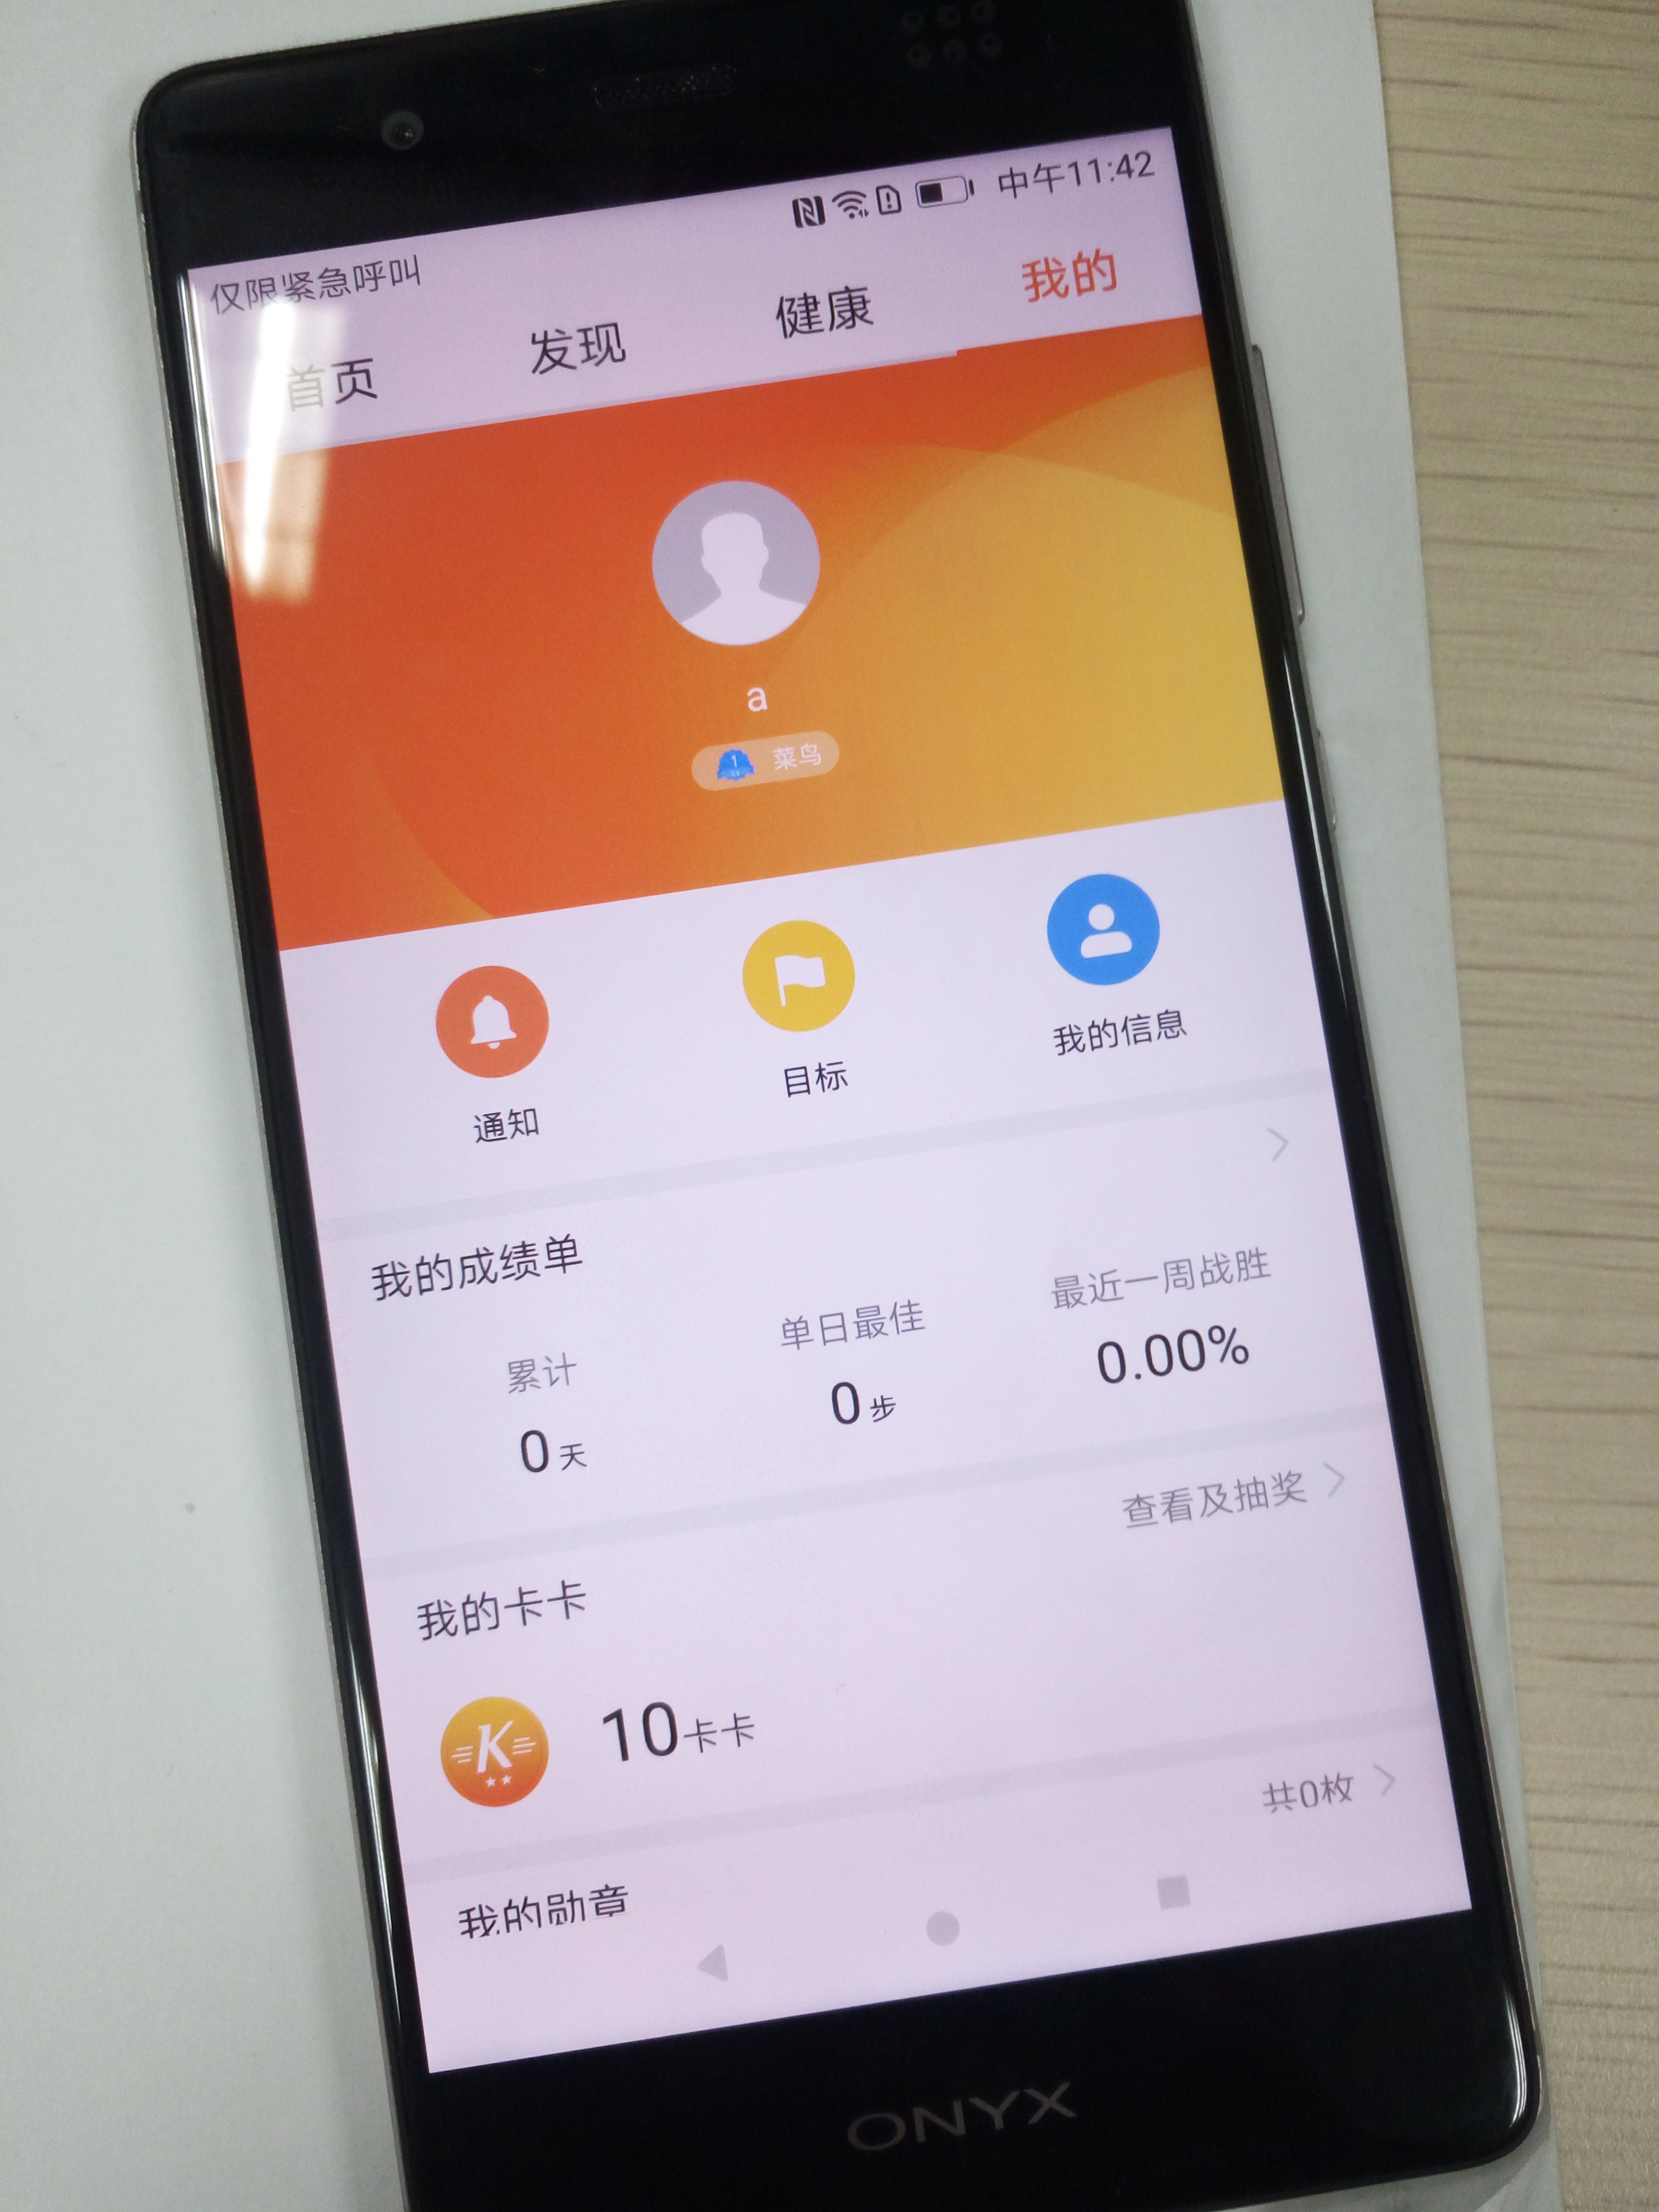 仅限紧急呼叫 中午11:42
首页 发现 健康 我的
a
1
菜鸟
通知 目标 我的信息
我的成绩单
累计 单日最佳 最近一周战胜
0天 0步 0.00%
我的卡卡 查看及抽奖
K
10卡卡
我的勋章 共0枚
ONYX